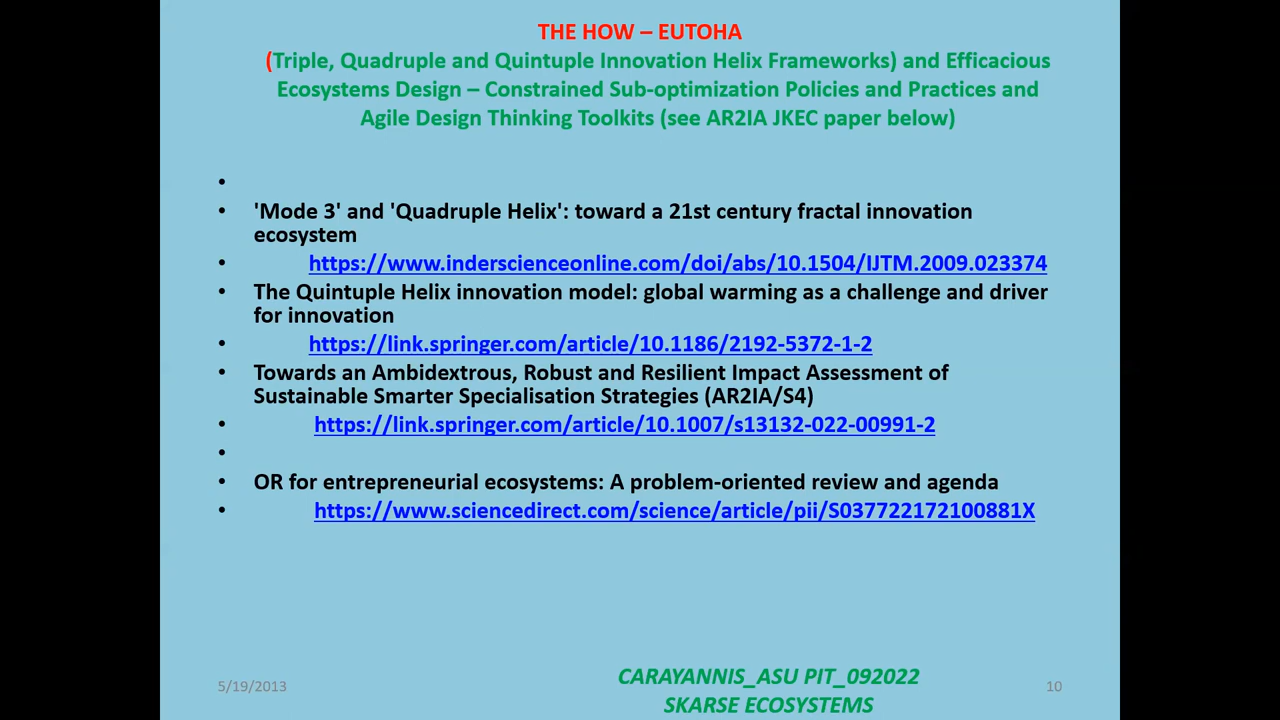 THE HOW – EUTOHA
(Triple, Quadruple and Quintuple Innovation Helix Frameworks) and Efficacious
Ecosystems Design – Constrained Sub-optimization Policies and Practices and
Agile Design Thinking Toolkits (see AR2IA JKEC paper below)
•
• 'Mode 3' and 'Quadruple Helix': toward a 21st century fractal innovation
ecosystem
• https://www.inderscienceonline.com/doi/abs/10.1504/IJTM.2009.023374
• The Quintuple Helix innovation model: global warming as a challenge and driver
for innovation
• https://link.springer.com/article/10.1186/2192-5372-1-2
• Towards an Ambidextrous, Robust and Resilient Impact Assessment of
Sustainable Smarter Specialisation Strategies (AR2IA/S4)
• https://link.springer.com/article/10.1007/s13132-022-00991-2
•
• OR for entrepreneurial ecosystems: A problem-oriented review and agenda
• https://www.sciencedirect.com/science/article/pii/S037722172100881X
5/19/2013
CARAYANNIS_ASU PIT_092022
SKARSE ECOSYSTEMS
10